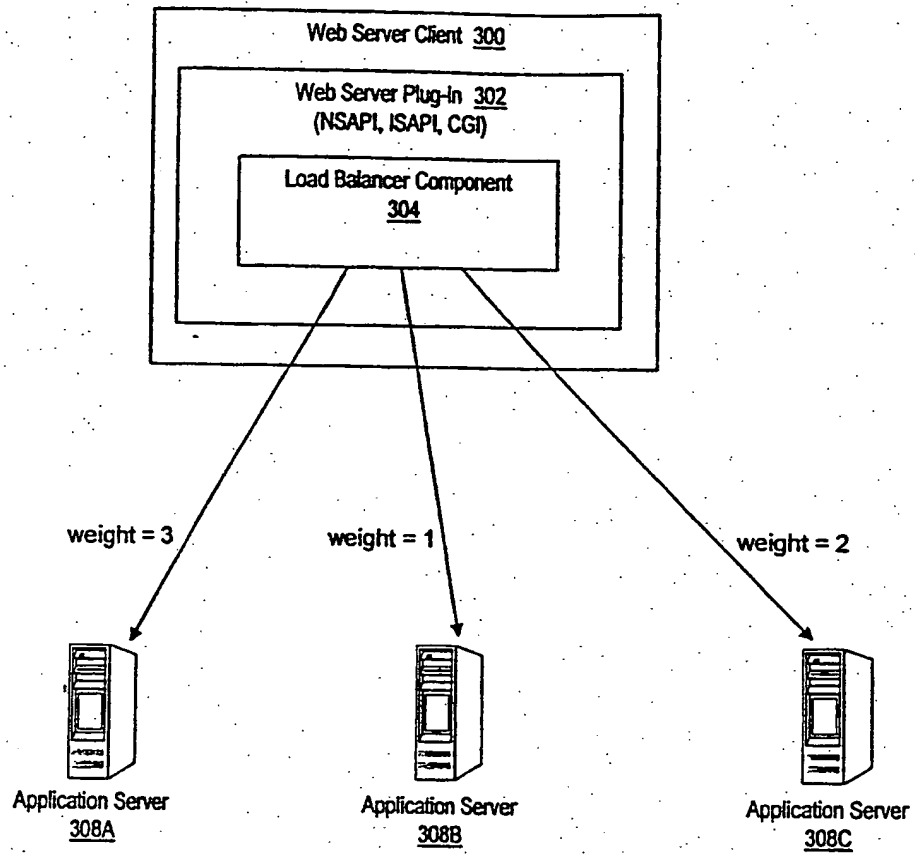 Web Server Client 300
Web Server Plug-In 302
(NSAPI, ISAPI, CGI)
Load Balancer Component
304
weight = 3
weight = 1
weight = 2
Application Server
308A
Application Server
308B
Application Server
308C